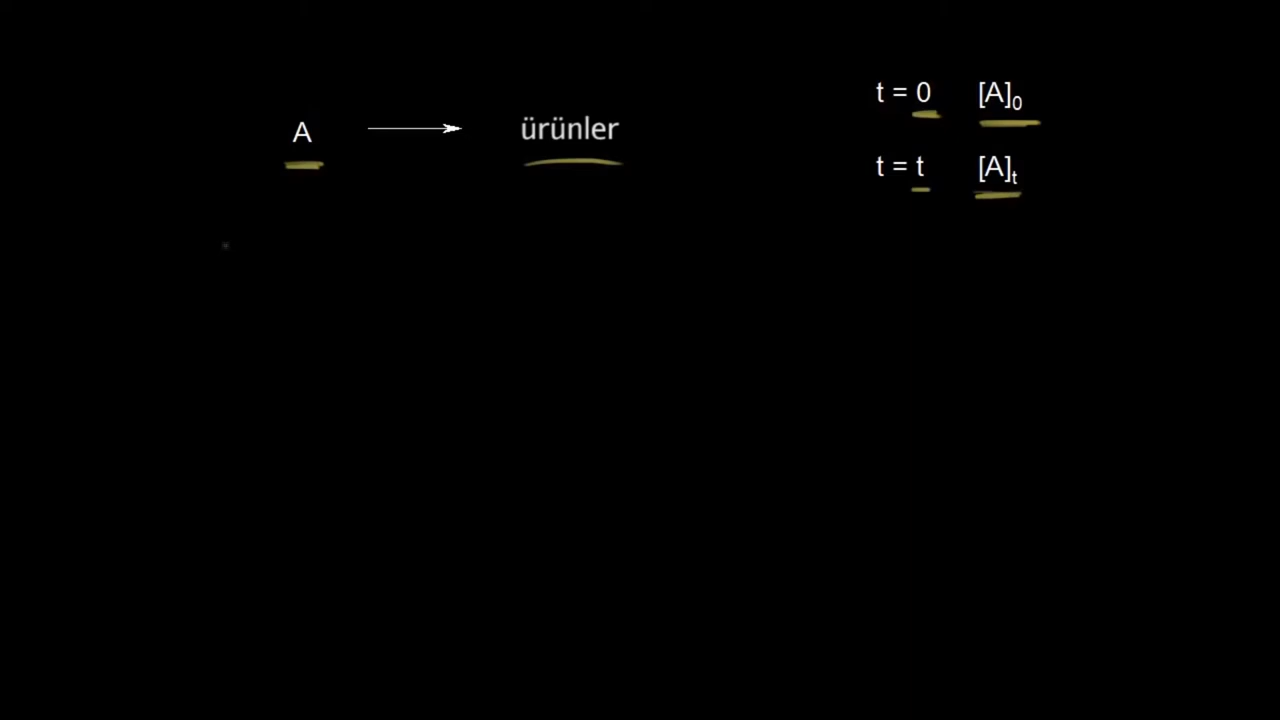 A → ürünler
t = 0 [A]₀
t = t [A]ₜ